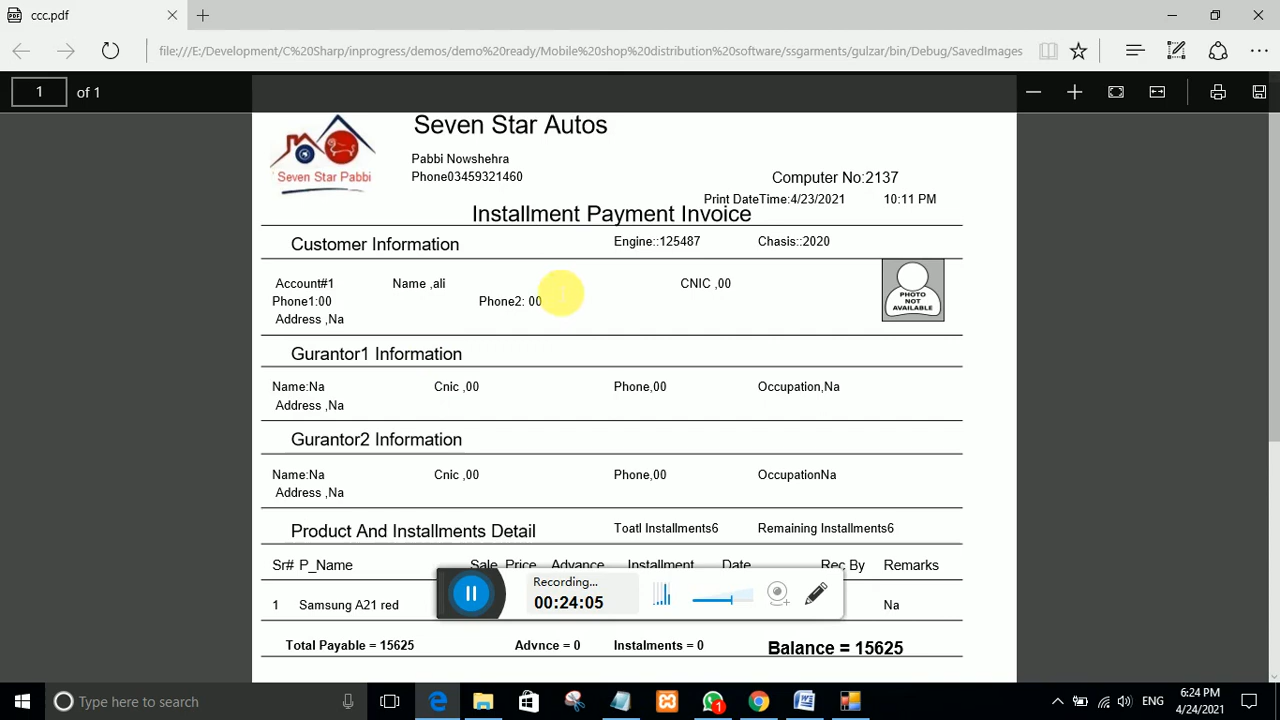 ccc.pdf
file:///E:/Development/C%20Sharp/inprogress/demos/demo%20ready/Mobile%20shop%20distribution%20software/ssgarments/gulzar/bin/Debug/SavedImages
1 of 1
Seven Star Autos
Seven Star Pabbi
Pabbi Nowshehra
Phone03459321460
Computer No:2137
Print DateTime:4/23/2021 10:11 PM
Installment Payment Invoice
Customer Information Engine::125487 Chasis::2020
Account#1 Name ,ali CNIC ,00
Phone1:00 Phone2: 00
Address ,Na
PHOTO
NOT
AVAILABLE
Gurantor1 Information
Name:Na Cnic ,00 Phone,00 Occupation,Na
Address ,Na
Gurantor2 Information
Name:Na Cnic ,00 Phone,00 OccupationNa
Address ,Na
Product And Installments Detail Toatl Installments6 Remaining Installments6
Sr# P_Name Sale Price Advance Installment Date Rec By Remarks
1 Samsung A21 red Na
Recording...
00:24:05
Total Payable = 15625 Advnce = 0 Instalments = 0 Balance = 15625
Type here to search
1
ENG
6:24 PM
4/24/2021